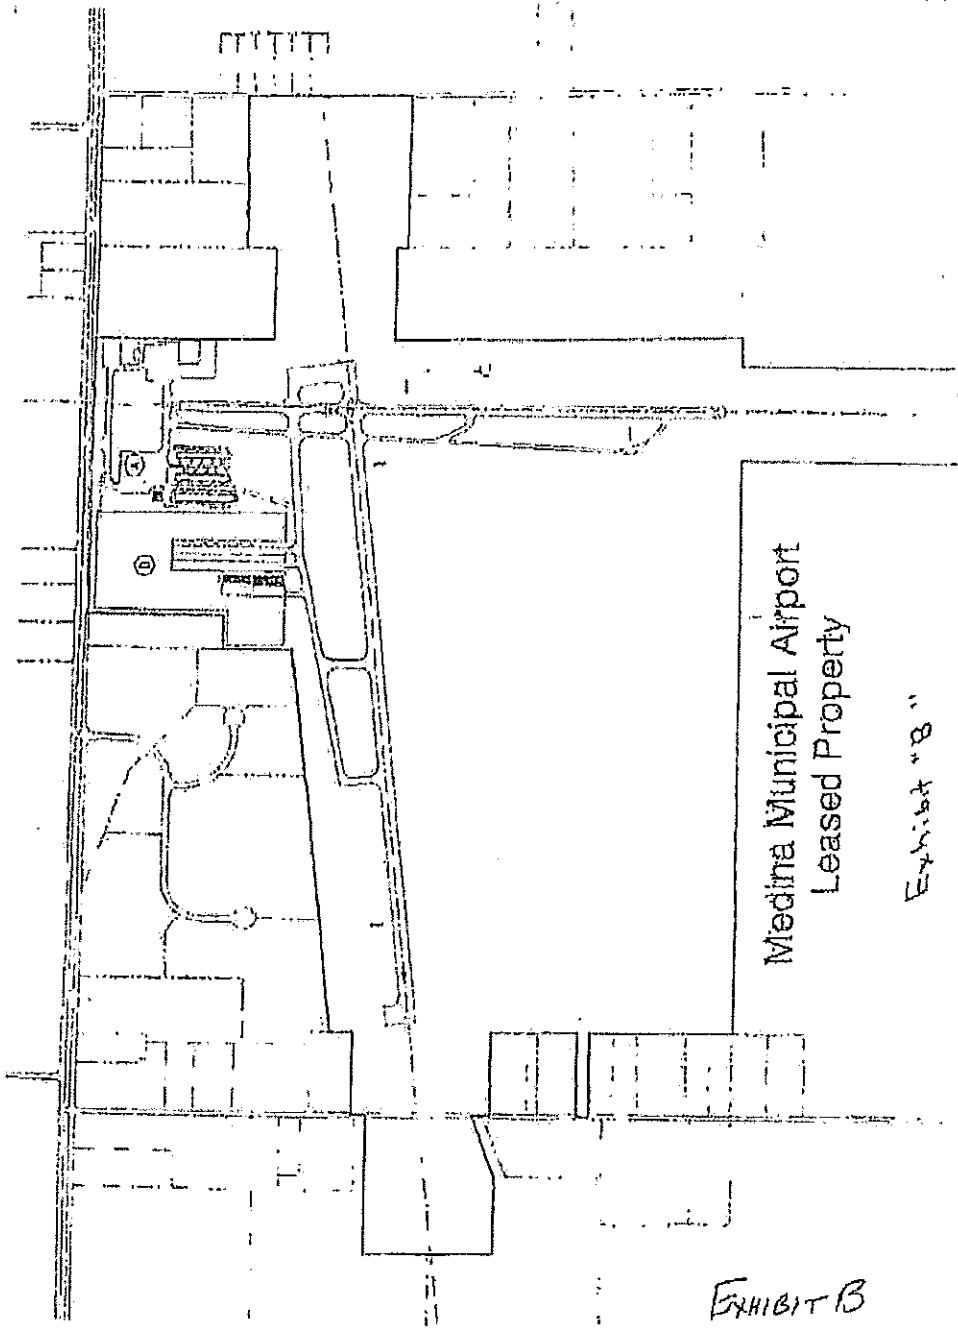 Medina Municipal Airport
Leased Property
Exhibit "B"
A
D
EXHIBIT B